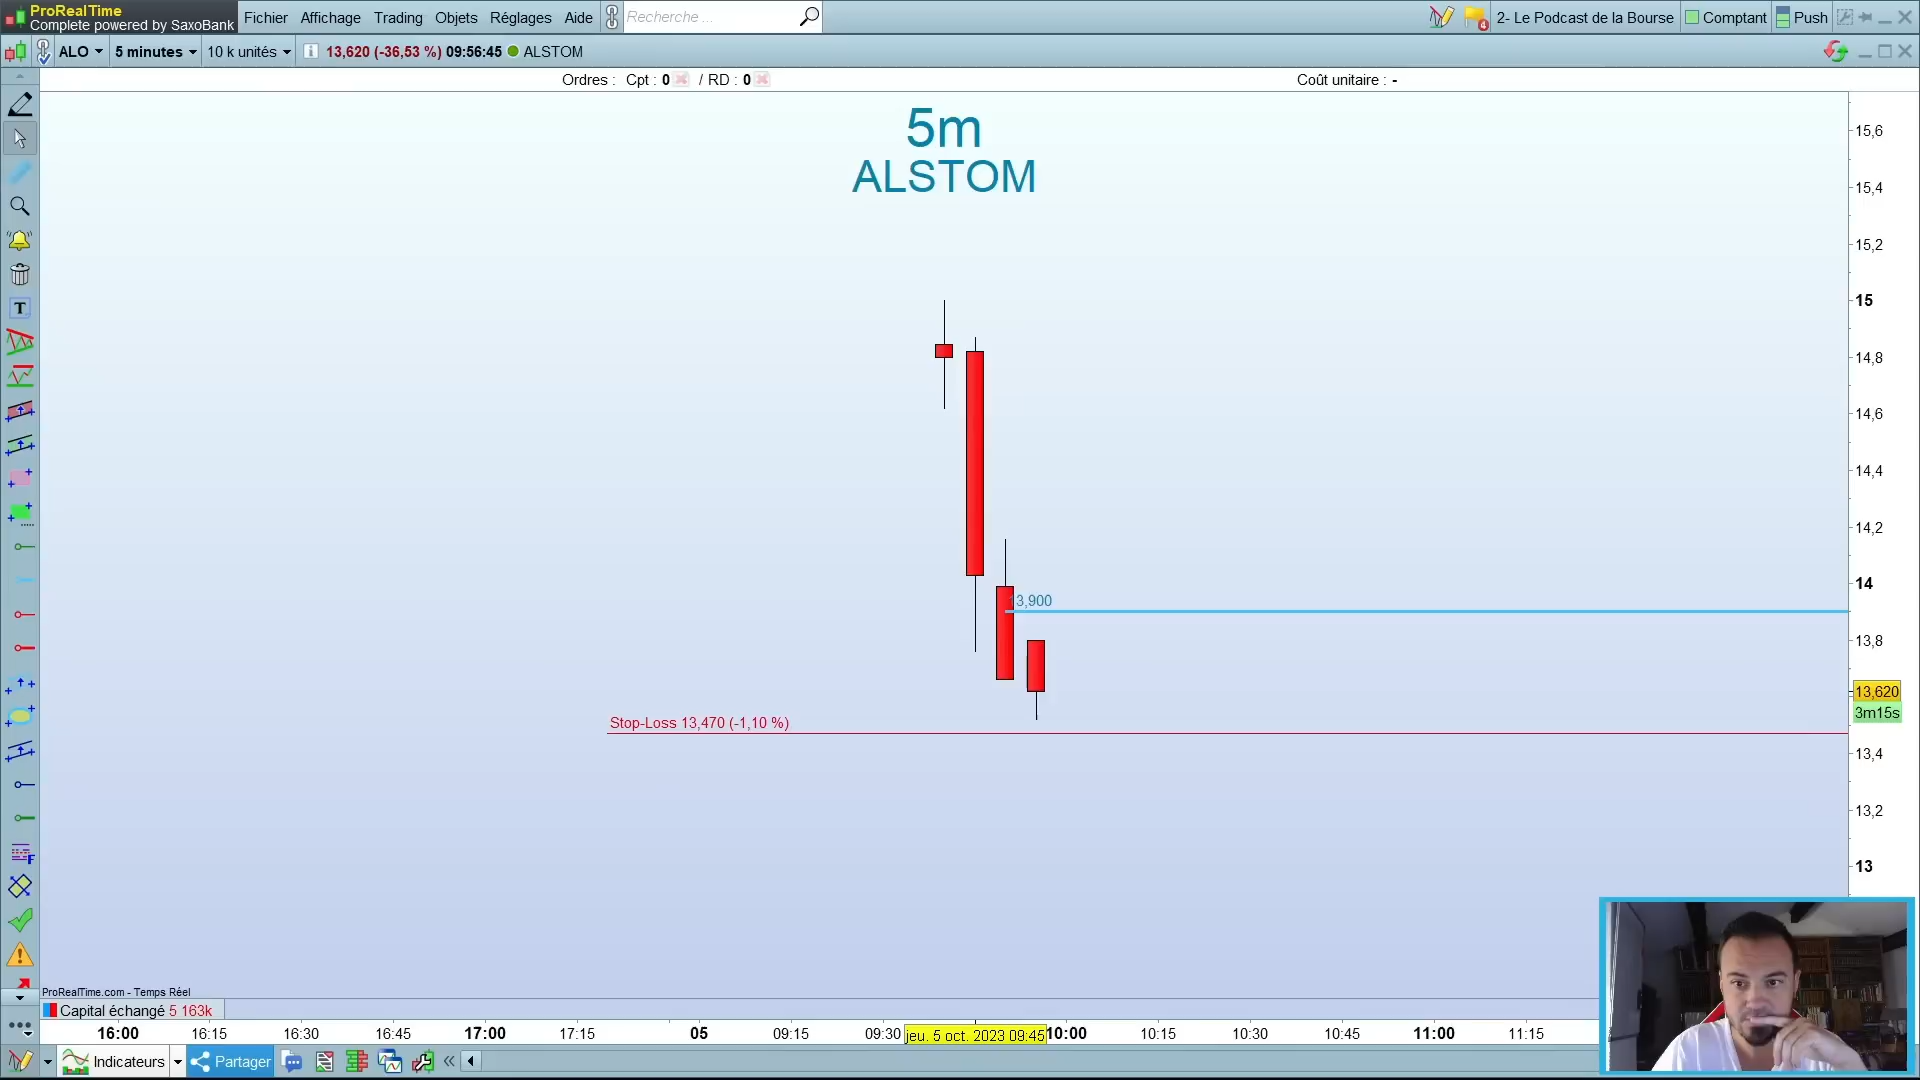 ProRealTime
Complete powered by SaxoBank
Fichier Affichage Trading Objets Réglages Aide
Recherche ...
4
2- Le Podcast de la Bourse Comptant Push
ALO 5 minutes 10 k unités 13,620 (-36,53 %) 09:56:45 ALSTOM
Ordres : Cpt : 0 / RD : 0
Coût unitaire : -
5m
ALSTOM
15,6
15,4
15,2
15
14,8
14,6
14,4
14,2
14
13,900
13,8
13,620
3m15s
Stop-Loss 13,470 (-1,10 %)
13,4
13,2
13
T
F
ProRealTime.com - Temps Réel
Capital échangé 5 163k
16:00 16:15 16:30 16:45 17:00 17:15 05 09:15 09:30 jeu. 5 oct. 2023 09:45 10:00 10:15 10:30 10:45 11:00 11:15
Indicateurs Partager